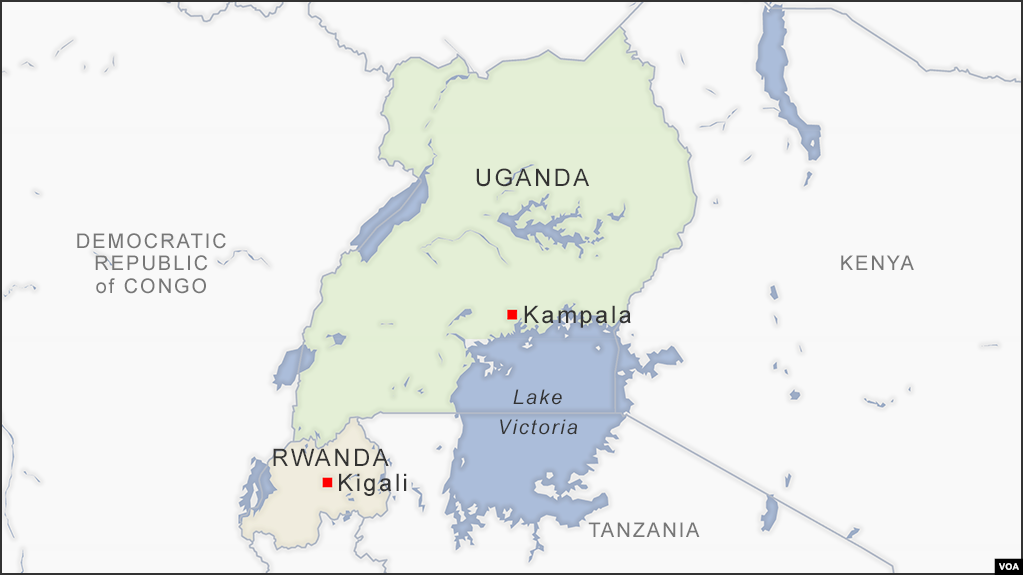 UGANDA
DEMOCRATIC
REPUBLIC
of CONGO
KENYA
Kampala
Lake
Victoria
RWANDA
Kigali
TANZANIA
VOA